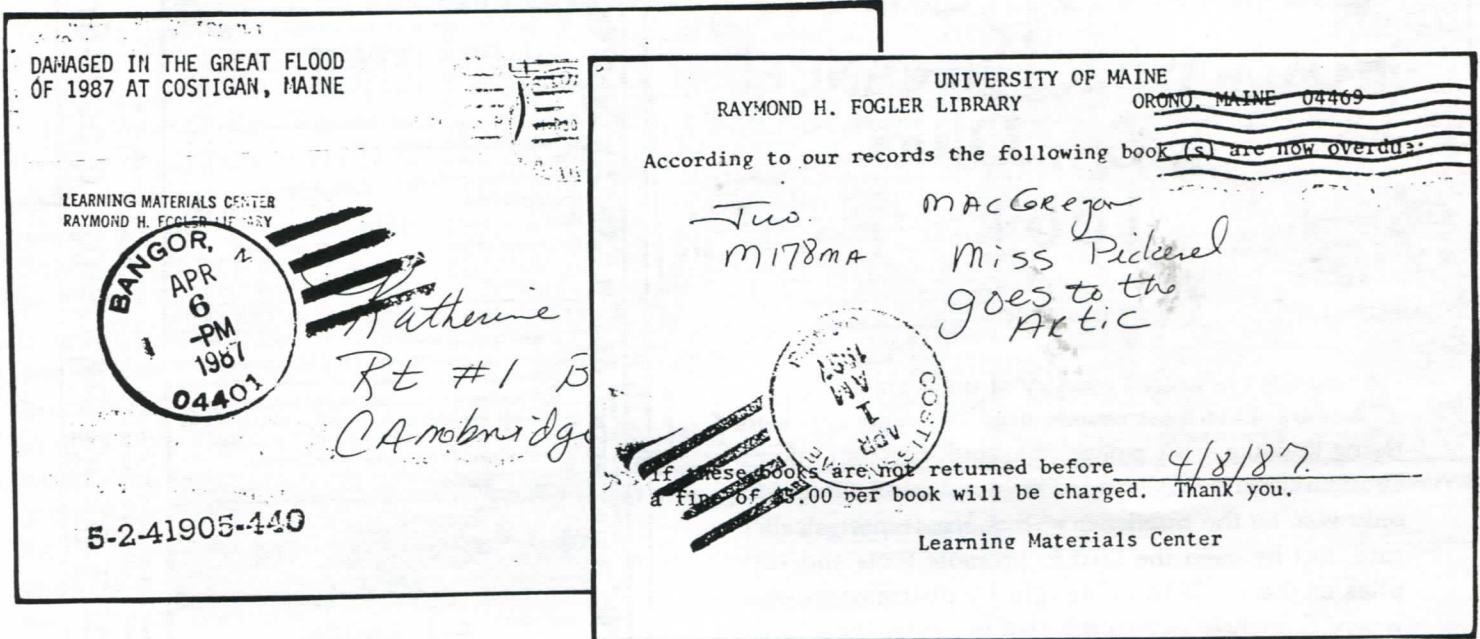 DAMAGED IN THE GREAT FLOOD
OF 1987 AT COSTIGAN, MAINE
LEARNING MATERIALS CENTER
RAYMOND H. FOGLER LIBRARY
BANGOR,
APR
6
PM
1987
04401
Katherine
Rt #1 B
CAmobridge
5-2-41905-440
UNIVERSITY OF MAINE
RAYMOND H. FOGLER LIBRARY ORONO, MAINE 04469
According to our records the following book (s) are now overdue:
Juo. MAcGregor
M178mA Miss Pickerel
goes to the
Artic
APR
1
AM
If these books are not returned before 4/8/87
a fine of $5.00 per book will be charged. Thank you.
Learning Materials Center